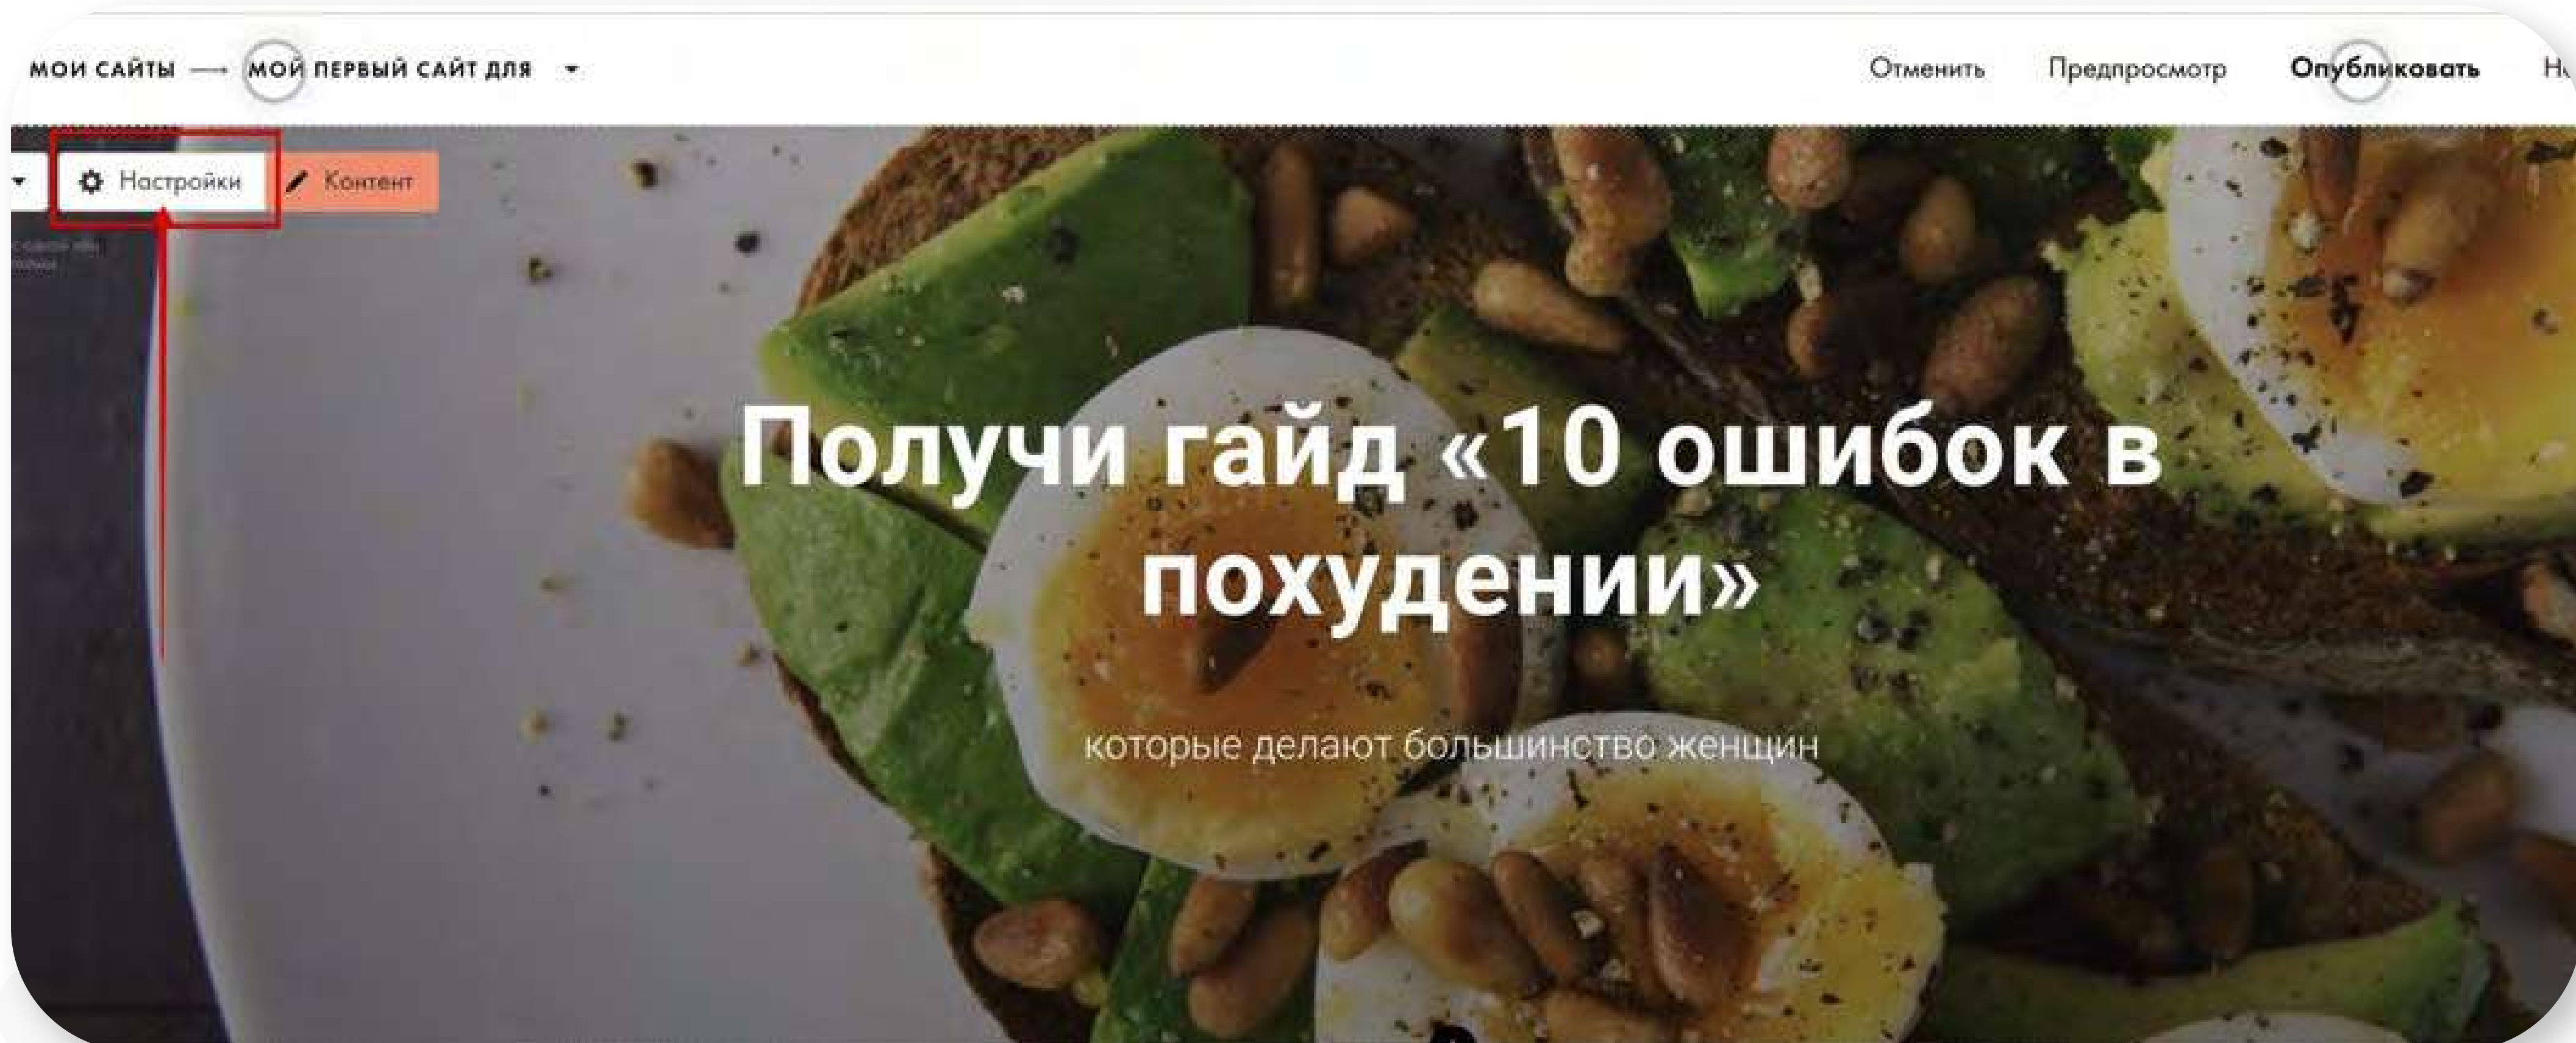 МОИ САЙТЫ → МОЙ ПЕРВЫЙ САЙТ ДЛЯ
Отменить Предпросмотр Опубликовать
Настройки Контент
Получи гайд «10 ошибок в
похудении»
которые делают большинство женщин